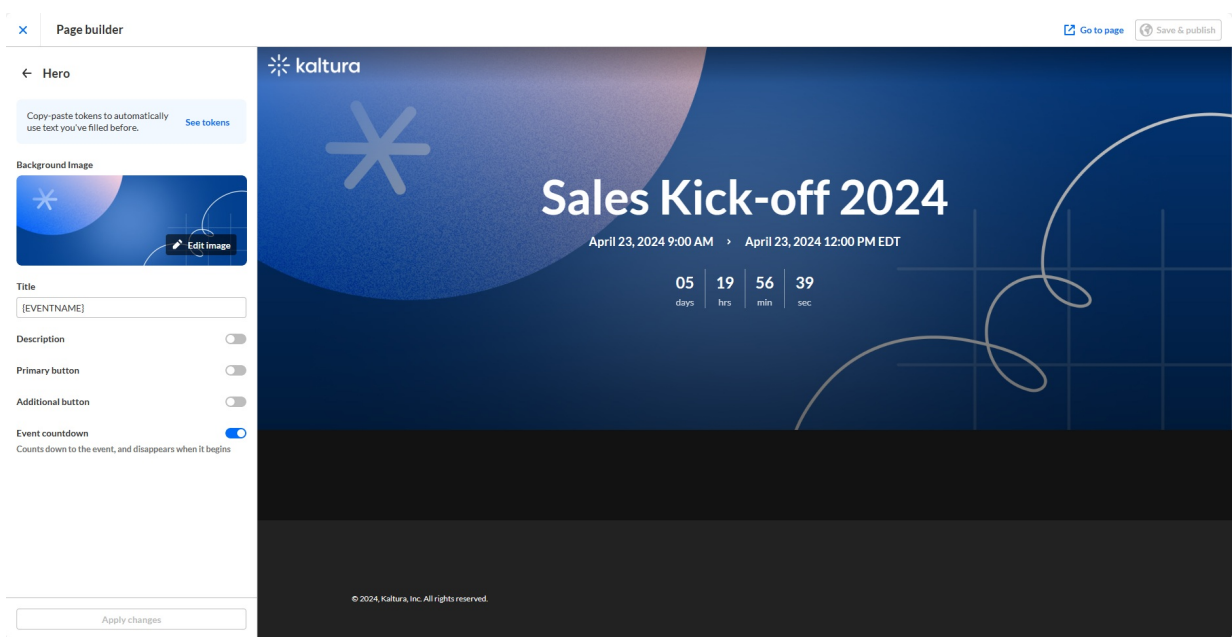 Page builder
Go to page
Save & publish
Hero
Copy-paste tokens to automatically
use text you've filled before.
See tokens
Background Image
Edit image
Title
{EVENTNAME}
Description
Primary button
Additional button
Event countdown
Counts down to the event, and disappears when it begins
Apply changes
kaltura
Sales Kick-off 2024
April 23, 2024 9:00 AM › April 23, 2024 12:00 PM EDT
05 19 56 39
days hrs min sec
© 2024, Kaltura, Inc. All rights reserved.